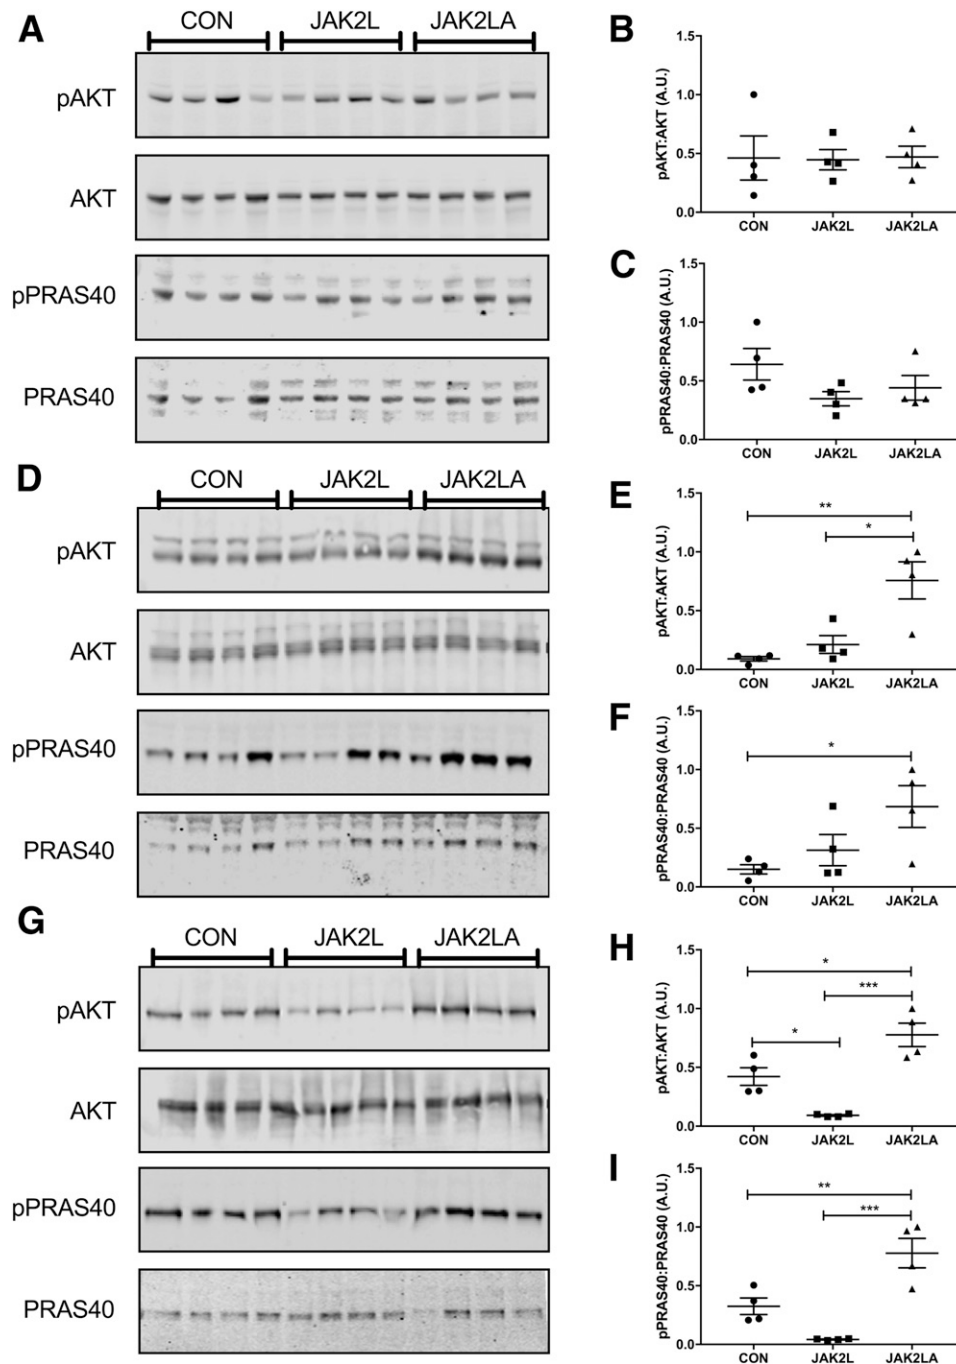 A
CON JAK2L JAK2LA
pAKT
AKT
pPRAS40
PRAS40
B
pAKT:AKT (A.U.)
1.5
1.0
0.5
0.0
CON JAK2L JAK2LA
C
pPRAS40:PRAS40 (A.U.)
1.5
1.0
0.5
0.0
CON JAK2L JAK2LA
D
CON JAK2L JAK2LA
pAKT
AKT
pPRAS40
PRAS40
E
pAKT:AKT (A.U.)
1.5
1.0
0.5
0.0
**
*
CON JAK2L JAK2LA
F
pPRAS40:PRAS40 (A.U.)
1.5
1.0
0.5
0.0
*
CON JAK2L JAK2LA
G
CON JAK2L JAK2LA
pAKT
AKT
pPRAS40
PRAS40
H
pAKT:AKT (A.U.)
1.5
1.0
0.5
0.0
*
***
*
CON JAK2L JAK2LA
I
pPRAS40:PRAS40 (A.U.)
1.5
1.0
0.5
0.0
**
***
CON JAK2L JAK2LA